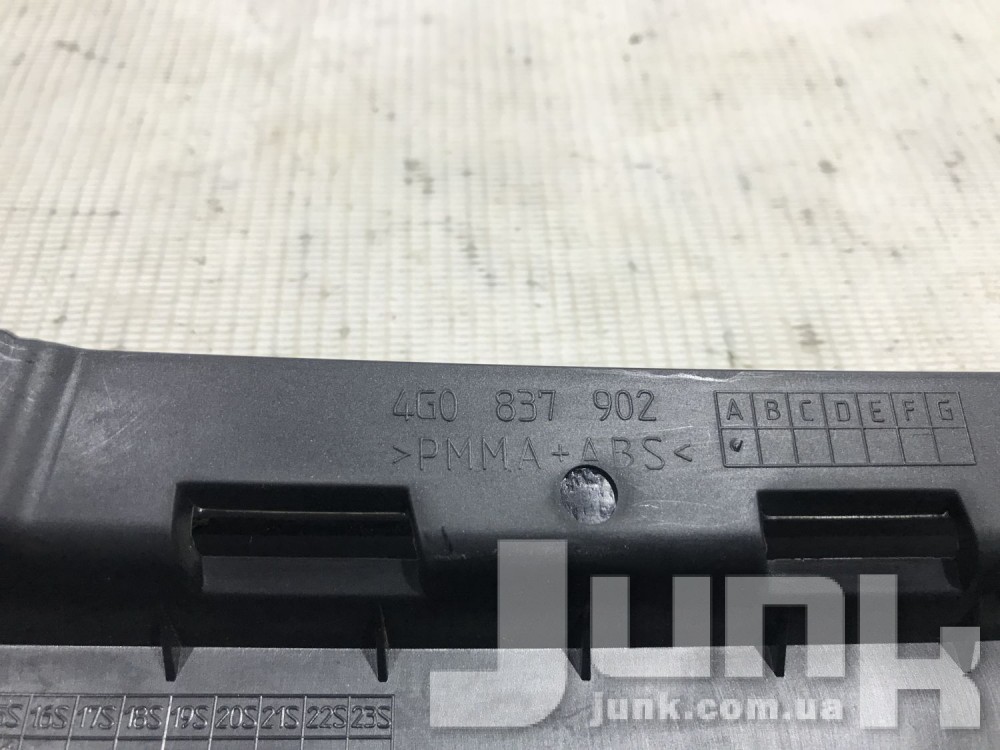 4G0 837 902
>PMMA+ABS<
A B C D E F G
16S 17S 18S 19S 20S 21S 22S 23S
Junk
junk.com.ua